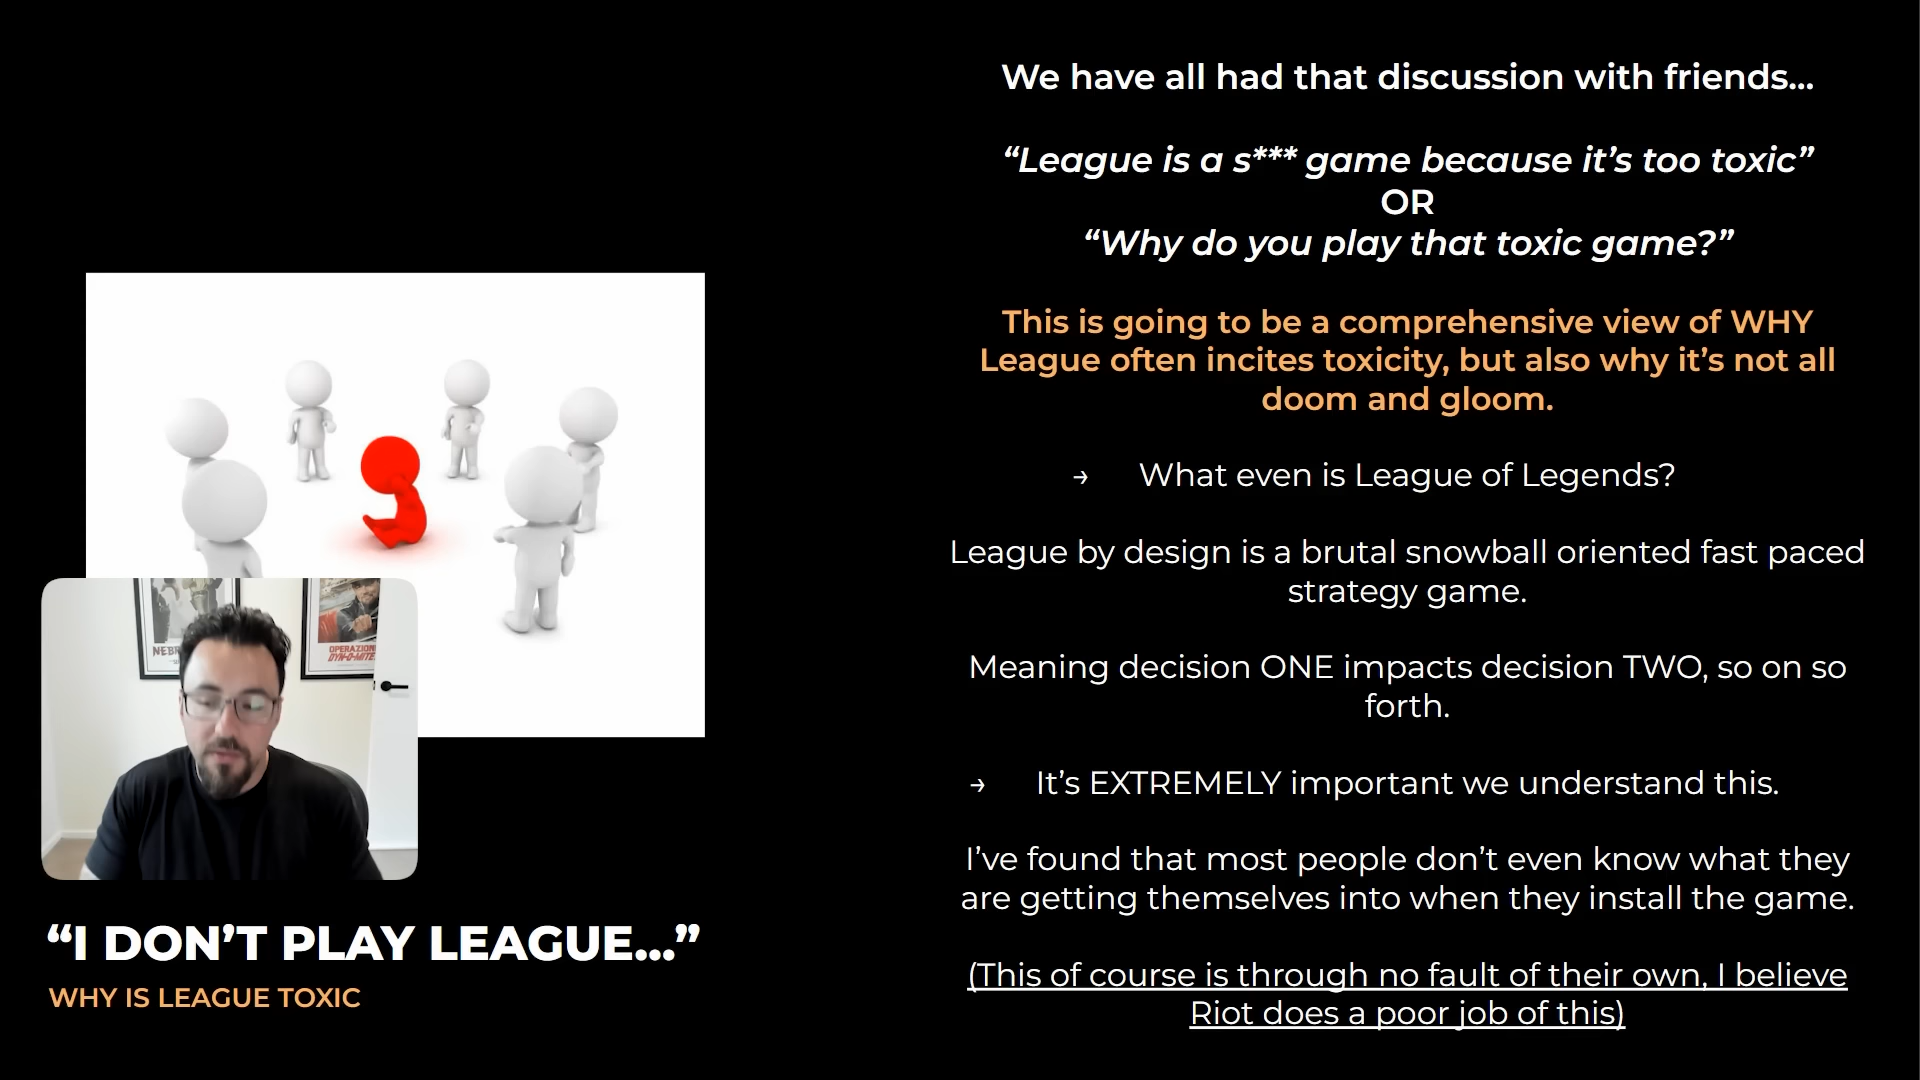 We have all had that discussion with friends...
“League is a s*** game because it’s too toxic”
OR
“Why do you play that toxic game?”
This is going to be a comprehensive view of WHY
League often incites toxicity, but also why it’s not all
doom and gloom.
→ What even is League of Legends?
League by design is a brutal snowball oriented fast paced
strategy game.
Meaning decision ONE impacts decision TWO, so on so
forth.
→ It’s EXTREMELY important we understand this.
I’ve found that most people don’t even know what they
are getting themselves into when they install the game.
(This of course is through no fault of their own, I believe
Riot does a poor job of this)
NEBR
OPERAZION
DYN-O-MITE
“I DON’T PLAY LEAGUE...”
WHY IS LEAGUE TOXIC